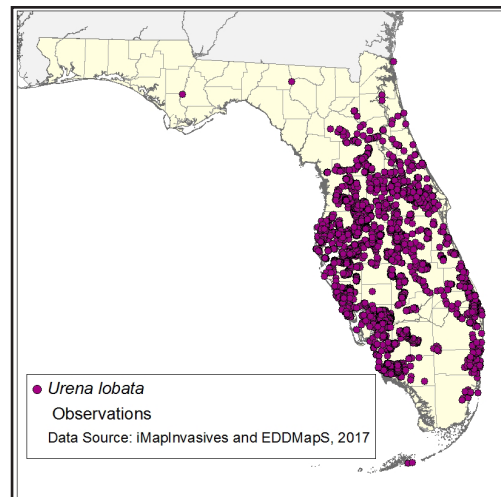 Urena lobata
Observations
Data Source: iMapInvasives and EDDMapS, 2017